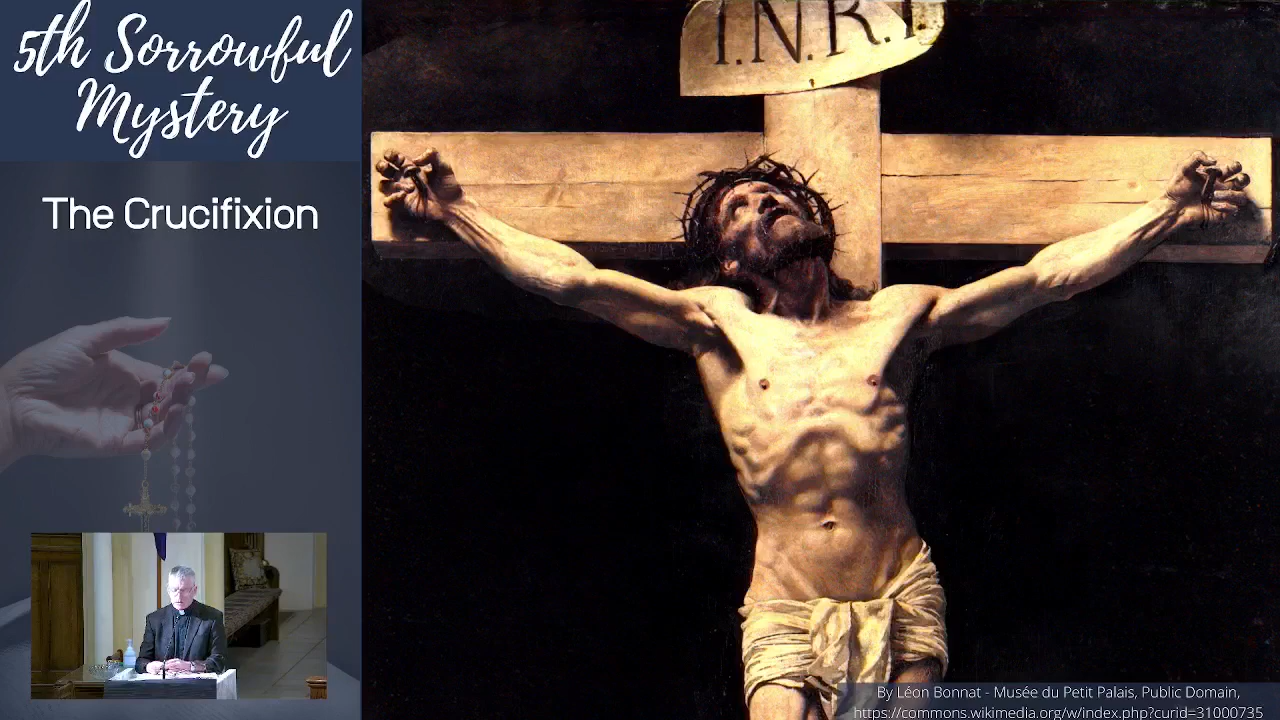 5th Sorrowful
Mystery
The Crucifixion
I.N.R.I
By Léon Bonnat - Musée du Petit Palais, Public Domain,
https://commons.wikimedia.org/w/index.php?curid=31000735